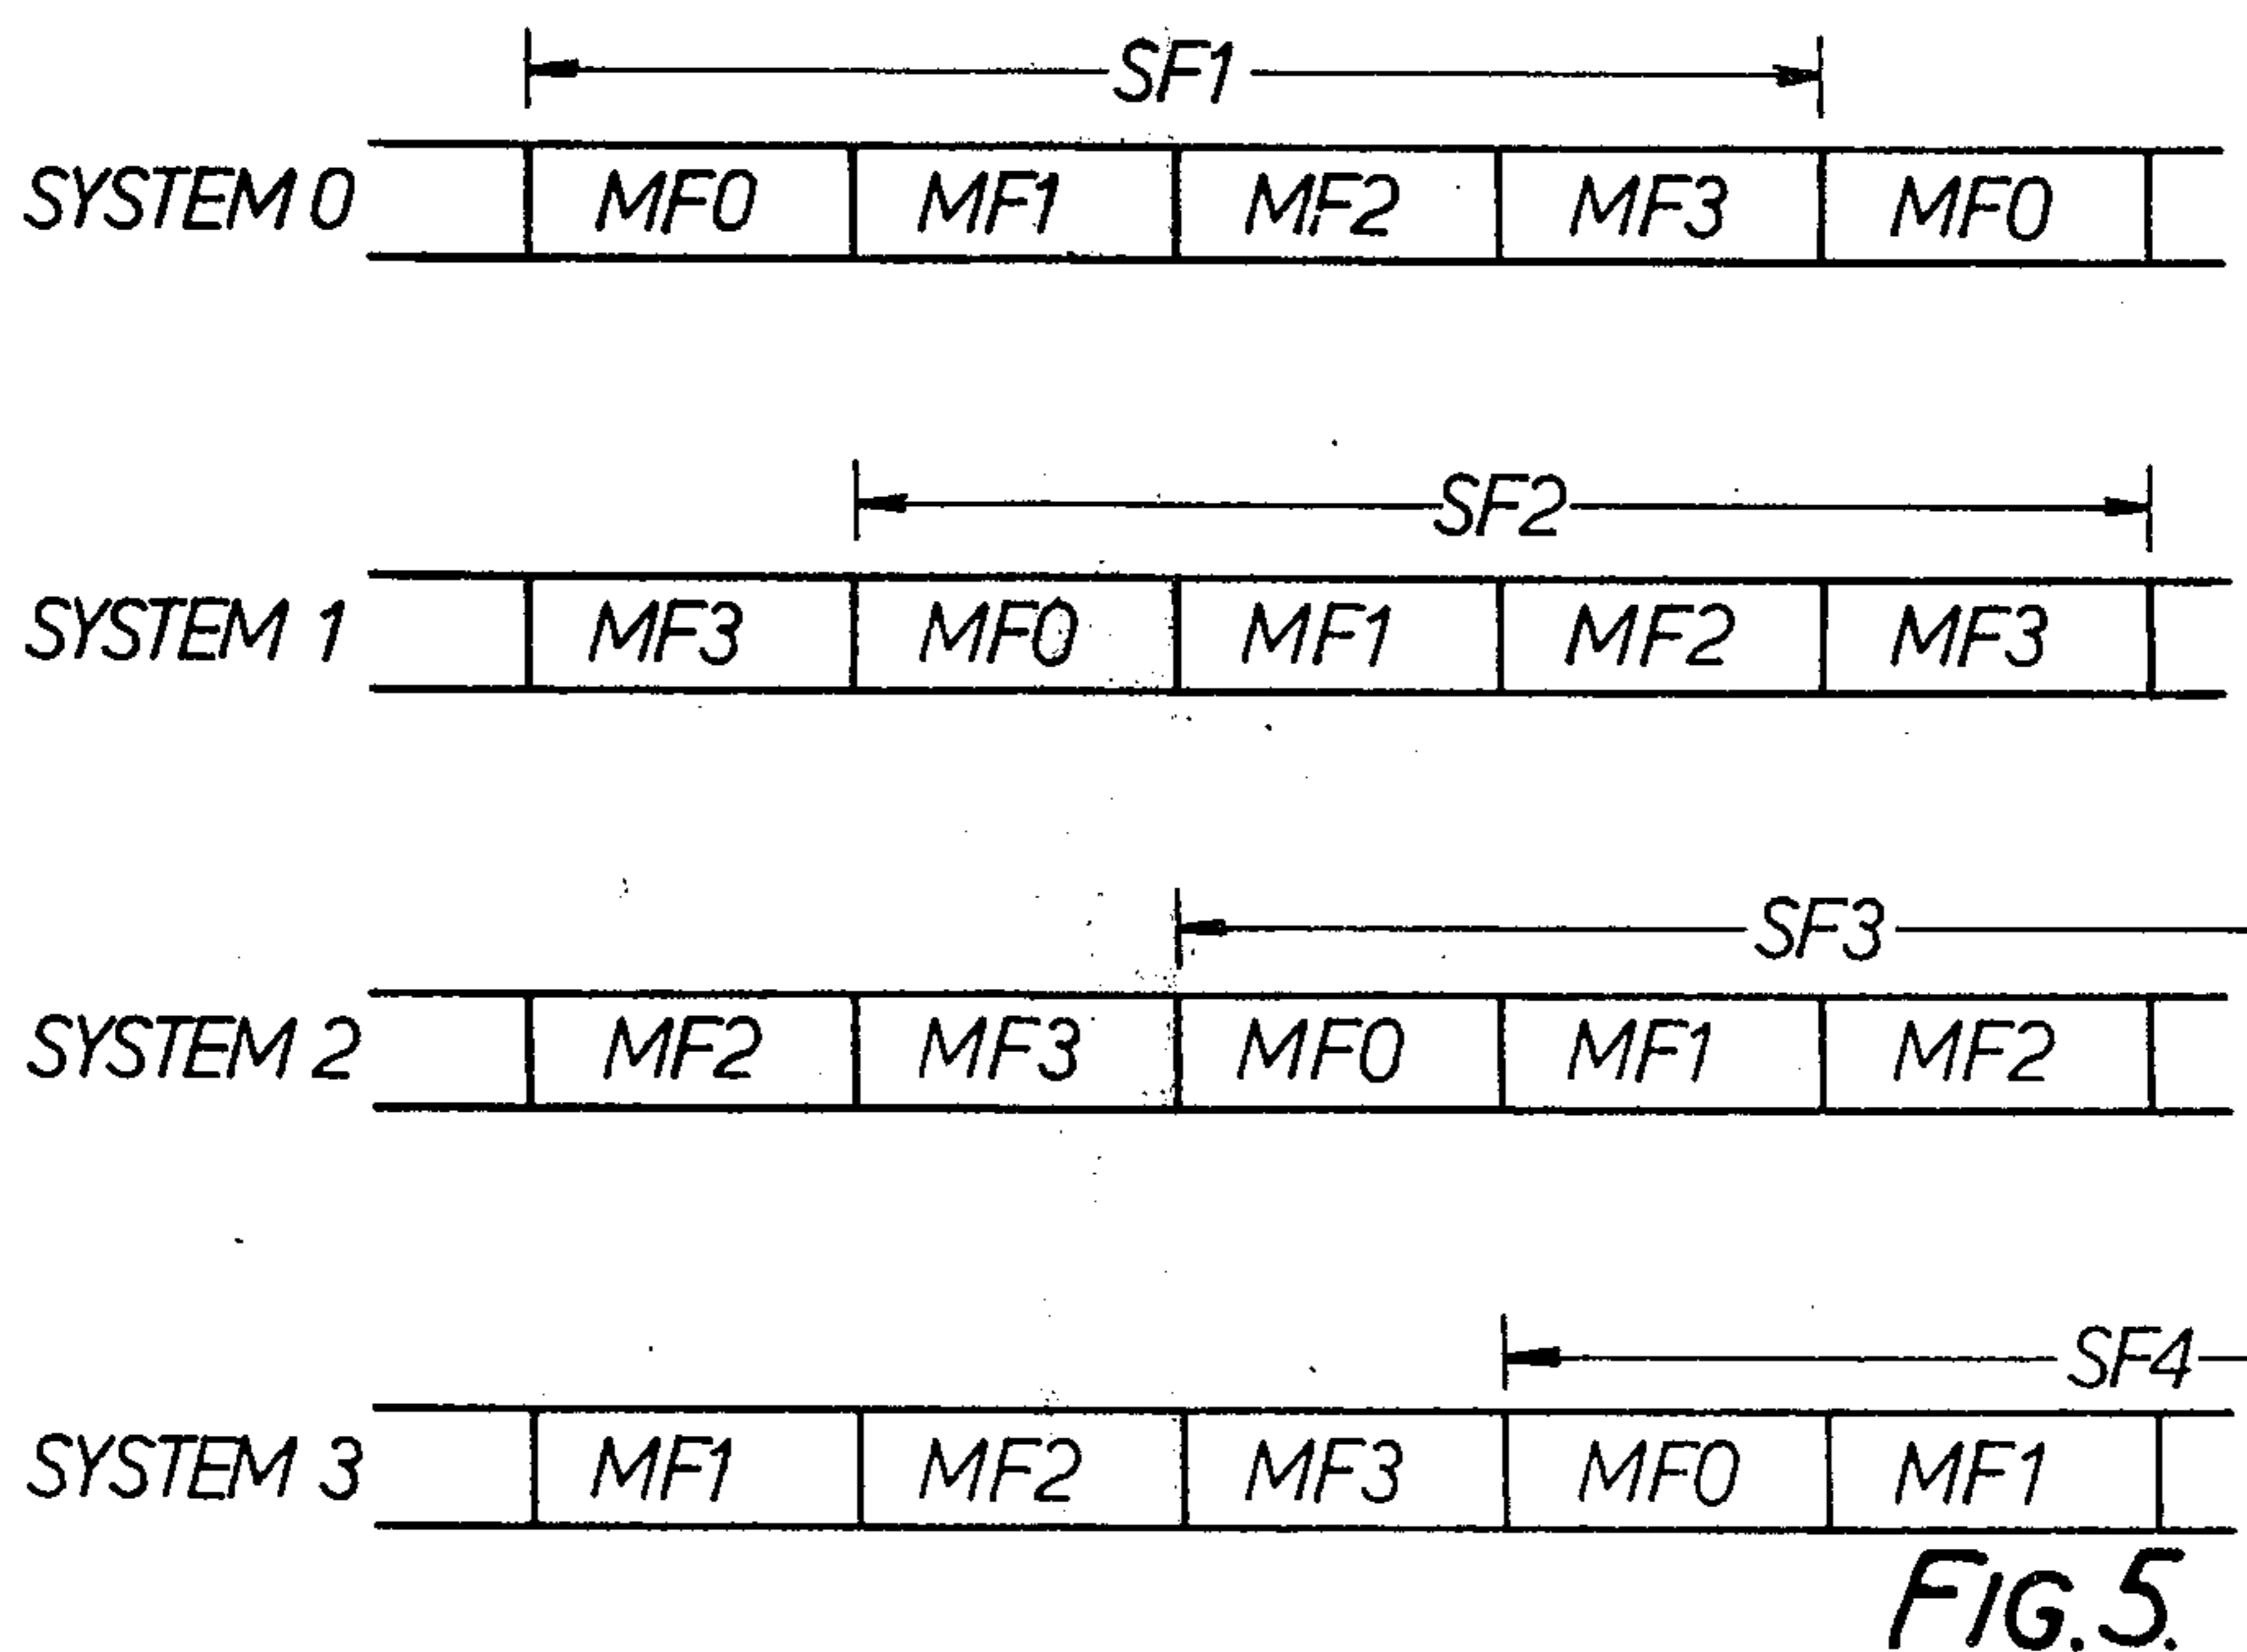 SF1
SYSTEM 0 MF0 MF1 MF2 MF3 MF0
SF2
SYSTEM 1 MF3 MF0 MF1 MF2 MF3
SF3
SYSTEM 2 MF2 MF3 MF0 MF1 MF2
SF4
SYSTEM 3 MF1 MF2 MF3 MF0 MF1
FIG.5.